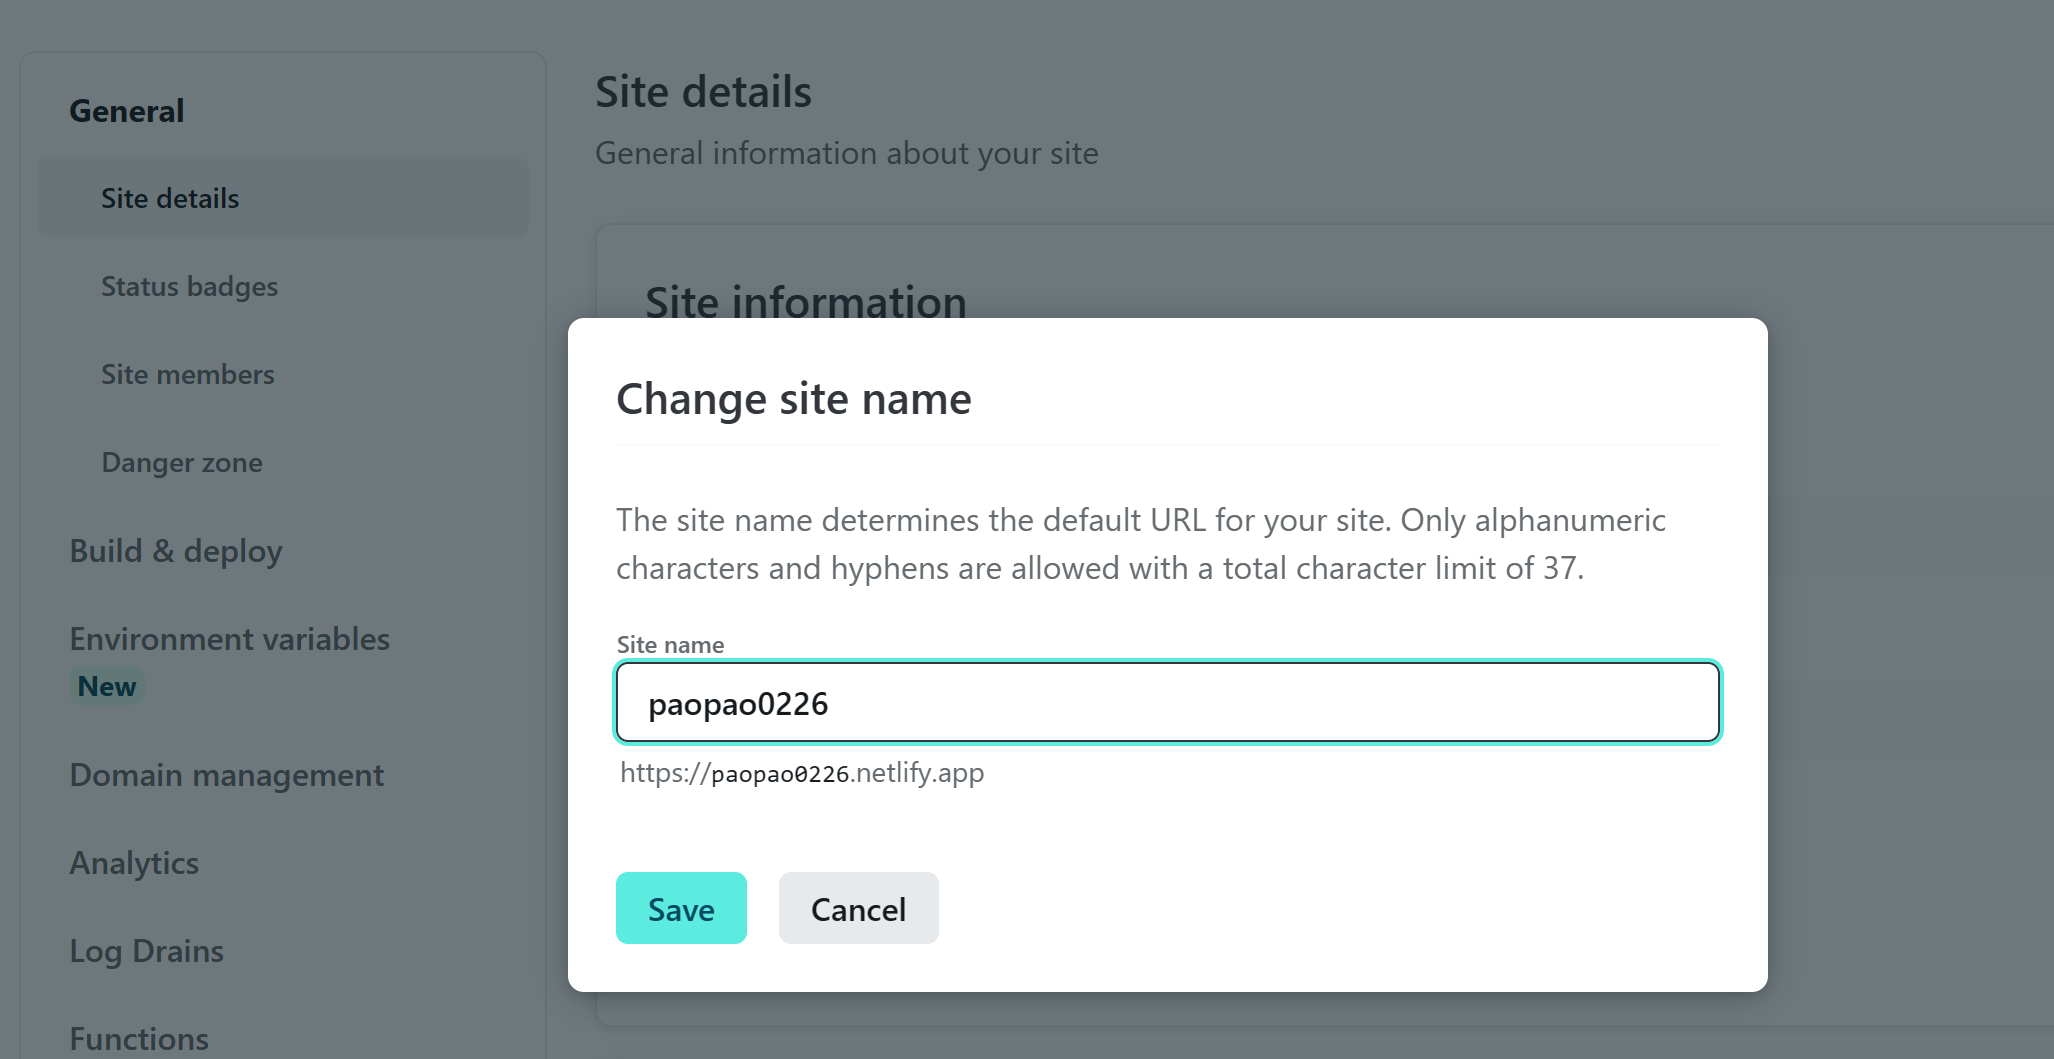 General
Site details
Status badges
Site members
Danger zone
Build & deploy
Environment variables
New
Domain management
Analytics
Log Drains
Functions
Site details
General information about your site
Site information
Change site name
The site name determines the default URL for your site. Only alphanumeric
characters and hyphens are allowed with a total character limit of 37.
Site name
paopao0226
https://paopao0226.netlify.app
Save
Cancel